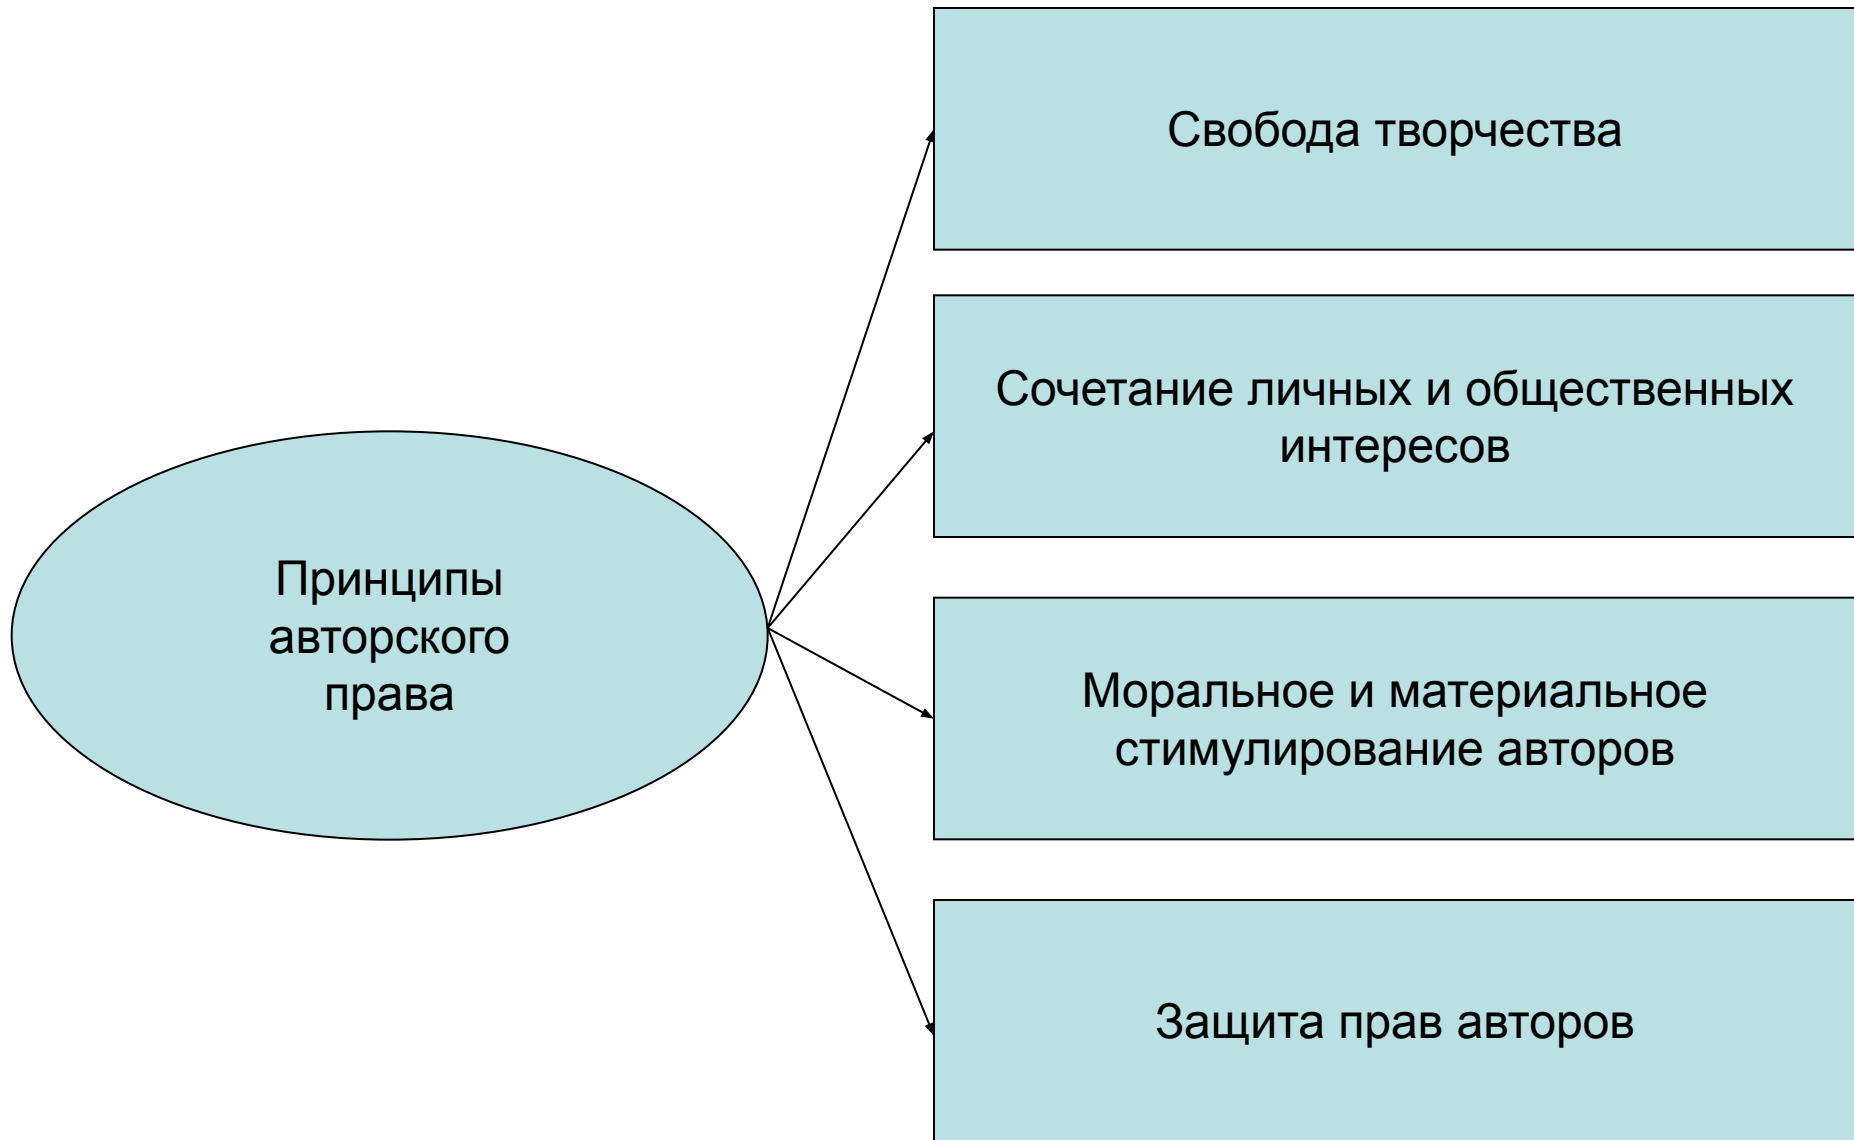 Свобода творчества
Сочетание личных и общественных
интересов
Принципы
авторского
права
Моральное и материальное
стимулирование авторов
Защита прав авторов